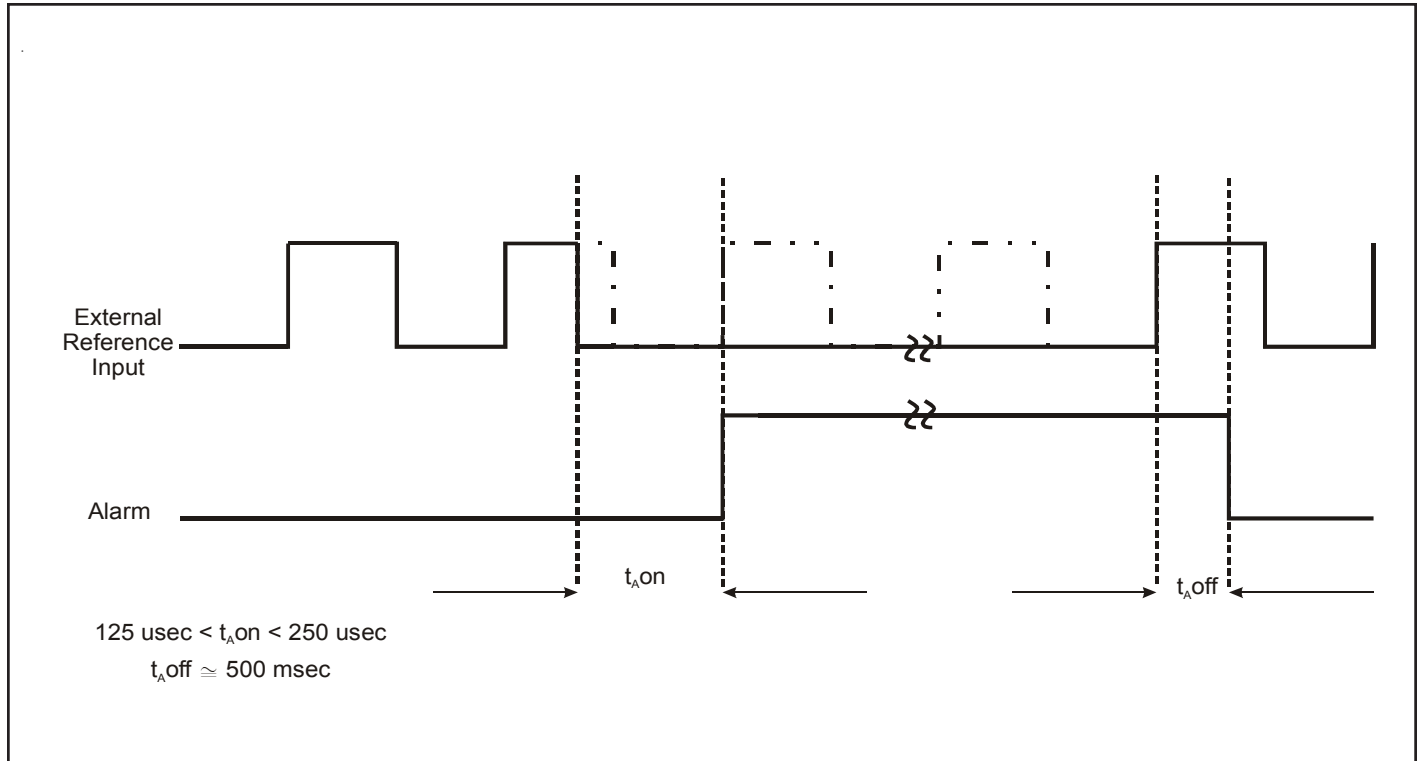 External
Reference
Input
Alarm
tAon
tAoff
125 usec < tAon < 250 usec
tAoff ≅ 500 msec